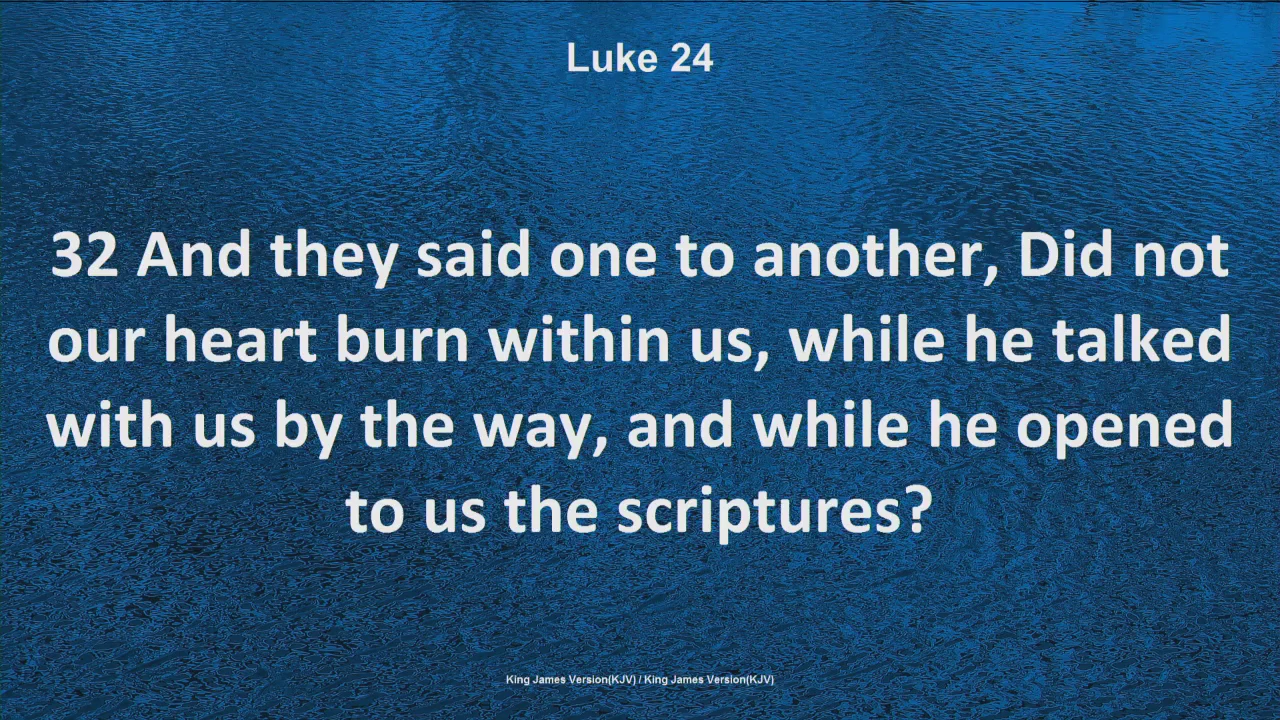 Luke 24
32 And they said one to another, Did not
our heart burn within us, while he talked
with us by the way, and while he opened
to us the scriptures?
King James Version(KJV) / King James Version(KJV)